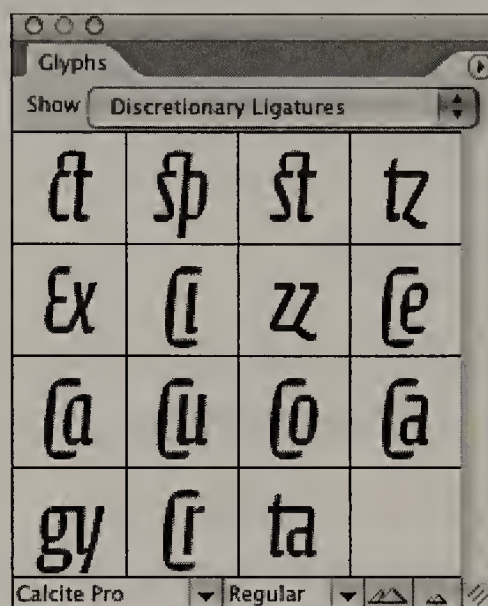 Glyphs
Show Discretionary Ligatures
ct sp st tz
Ex Ci zz Ce
Ca Cu Co Ca
gy Cr ta
Calcite Pro Regular